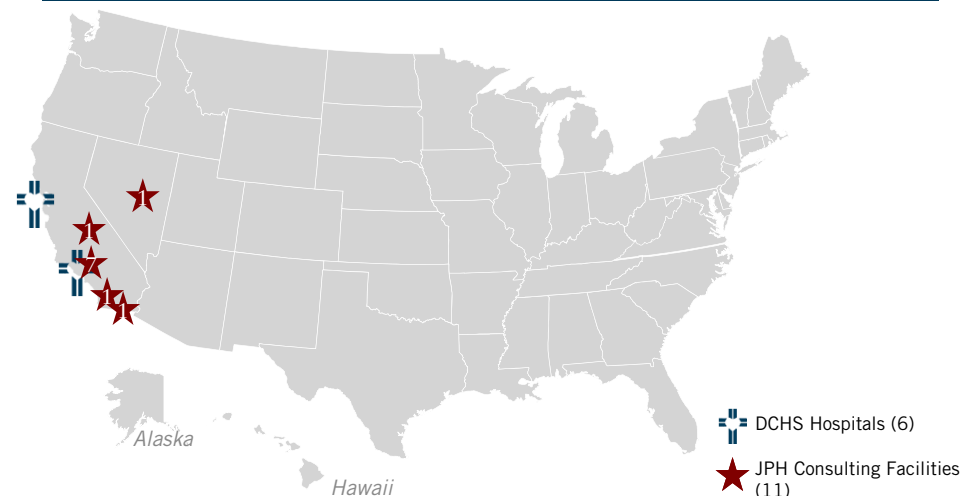 1
1
7
1
1
Alaska
Hawaii
DCHS Hospitals (6)
JPH Consulting Facilities
(11)